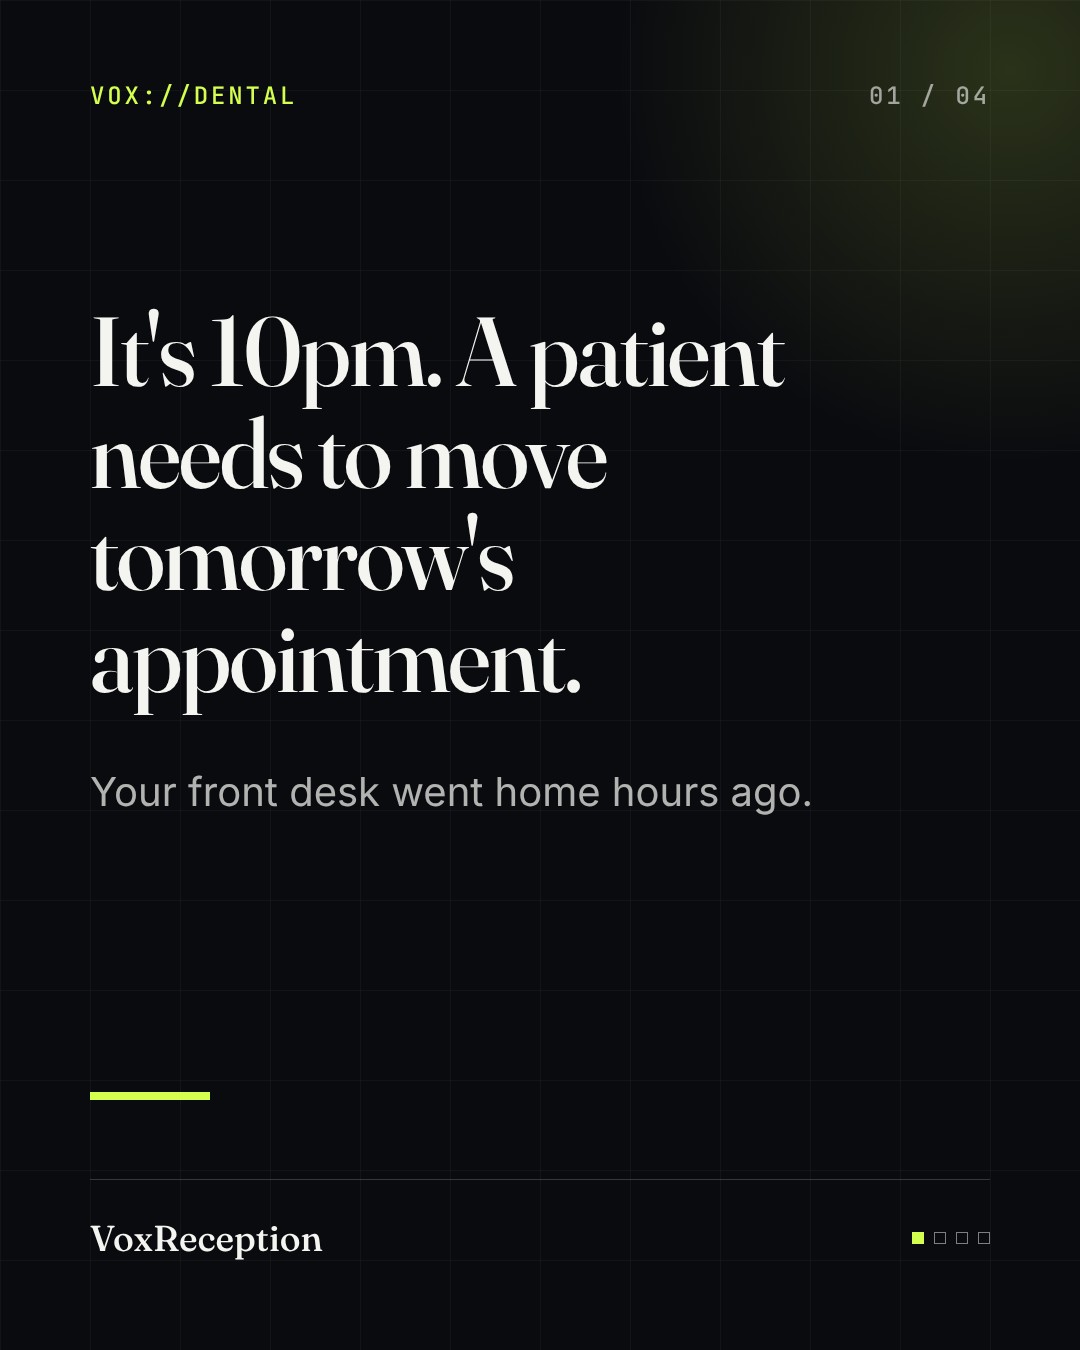 VOX://DENTAL
01 / 04
It's 10pm. A patient
needs to move
tomorrow's
appointment.
Your front desk went home hours ago.
VoxReception